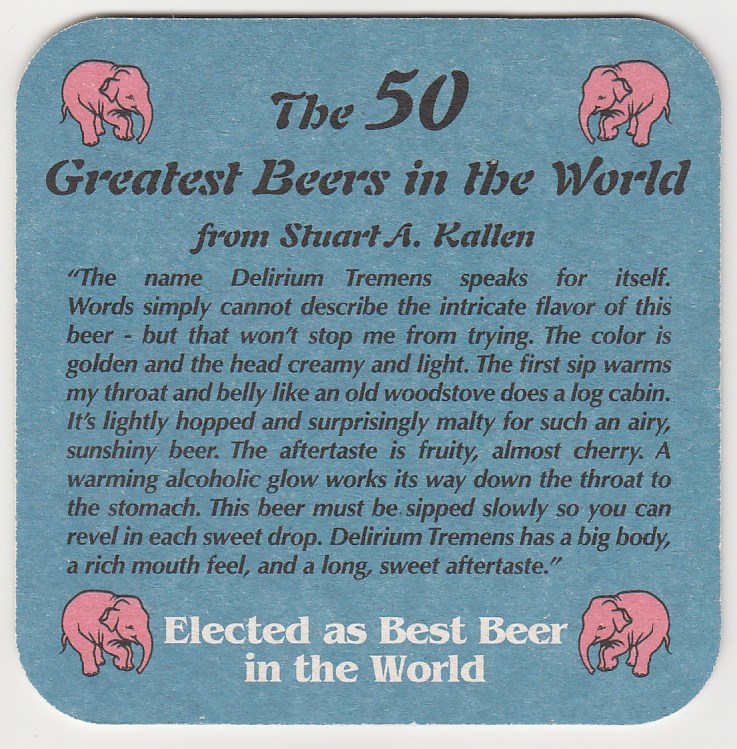 The 50
Greatest Beers in the World
from Stuart A. Kallen
"The name Delirium Tremens speaks for itself.
Words simply cannot describe the intricate flavor of this
beer - but that won't stop me from trying. The color is
golden and the head creamy and light. The first sip warms
my throat and belly like an old woodstove does a log cabin.
It's lightly hopped and surprisingly malty for such an airy,
sunshiny beer. The aftertaste is fruity, almost cherry. A
warming alcoholic glow works its way down the throat to
the stomach. This beer must be sipped slowly so you can
revel in each sweet drop. Delirium Tremens has a big body,
a rich mouth feel, and a long, sweet aftertaste."
Elected as Best Beer
in the World